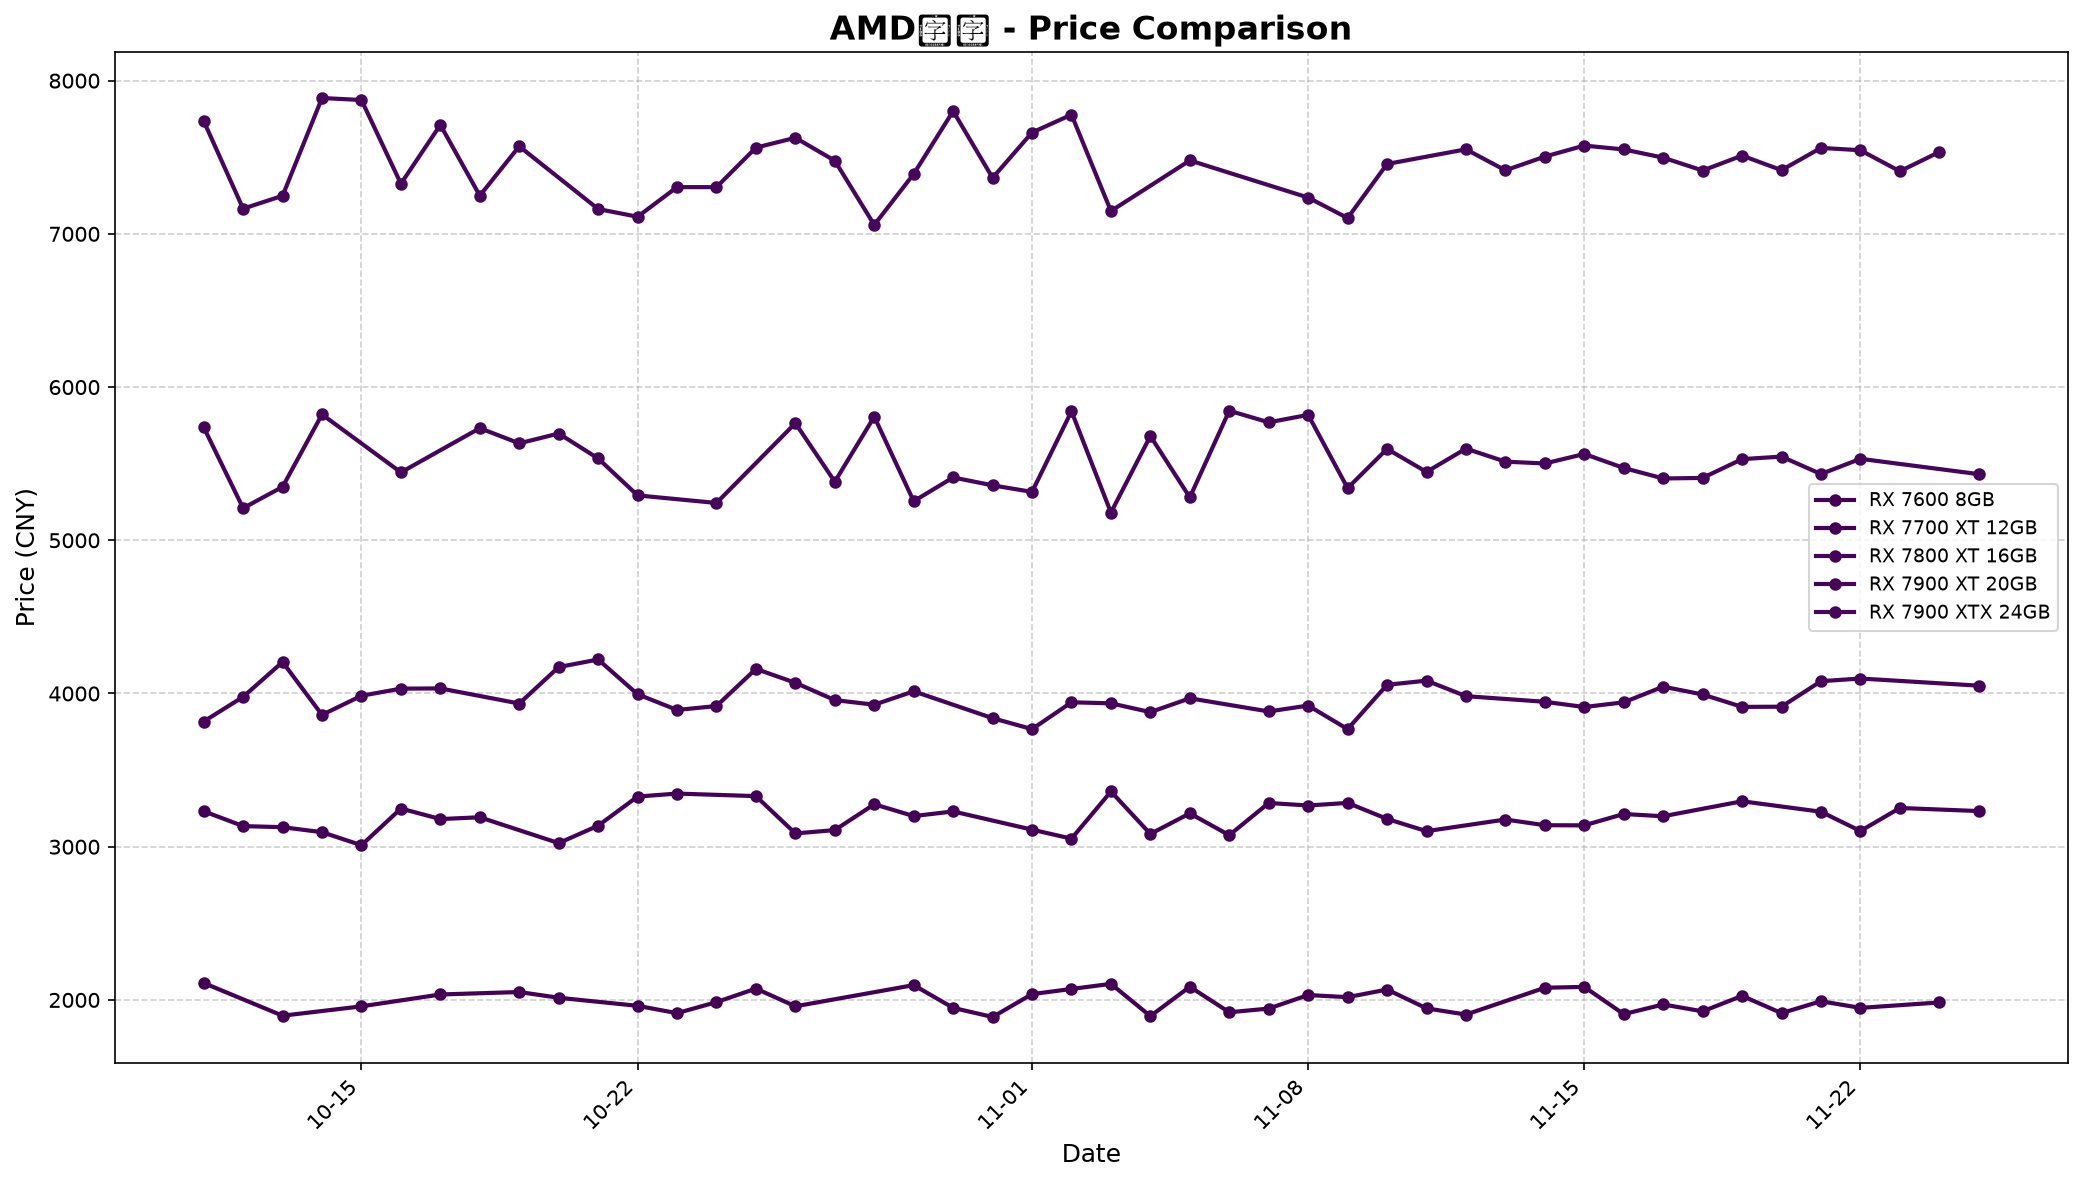 AMD - Price Comparison
8000
7000
6000
5000
4000
3000
2000
Price (CNY)
RX 7600 8GB
RX 7700 XT 12GB
RX 7800 XT 16GB
RX 7900 XT 20GB
RX 7900 XTX 24GB
10-15
10-22
11-01
11-08
11-15
11-22
Date